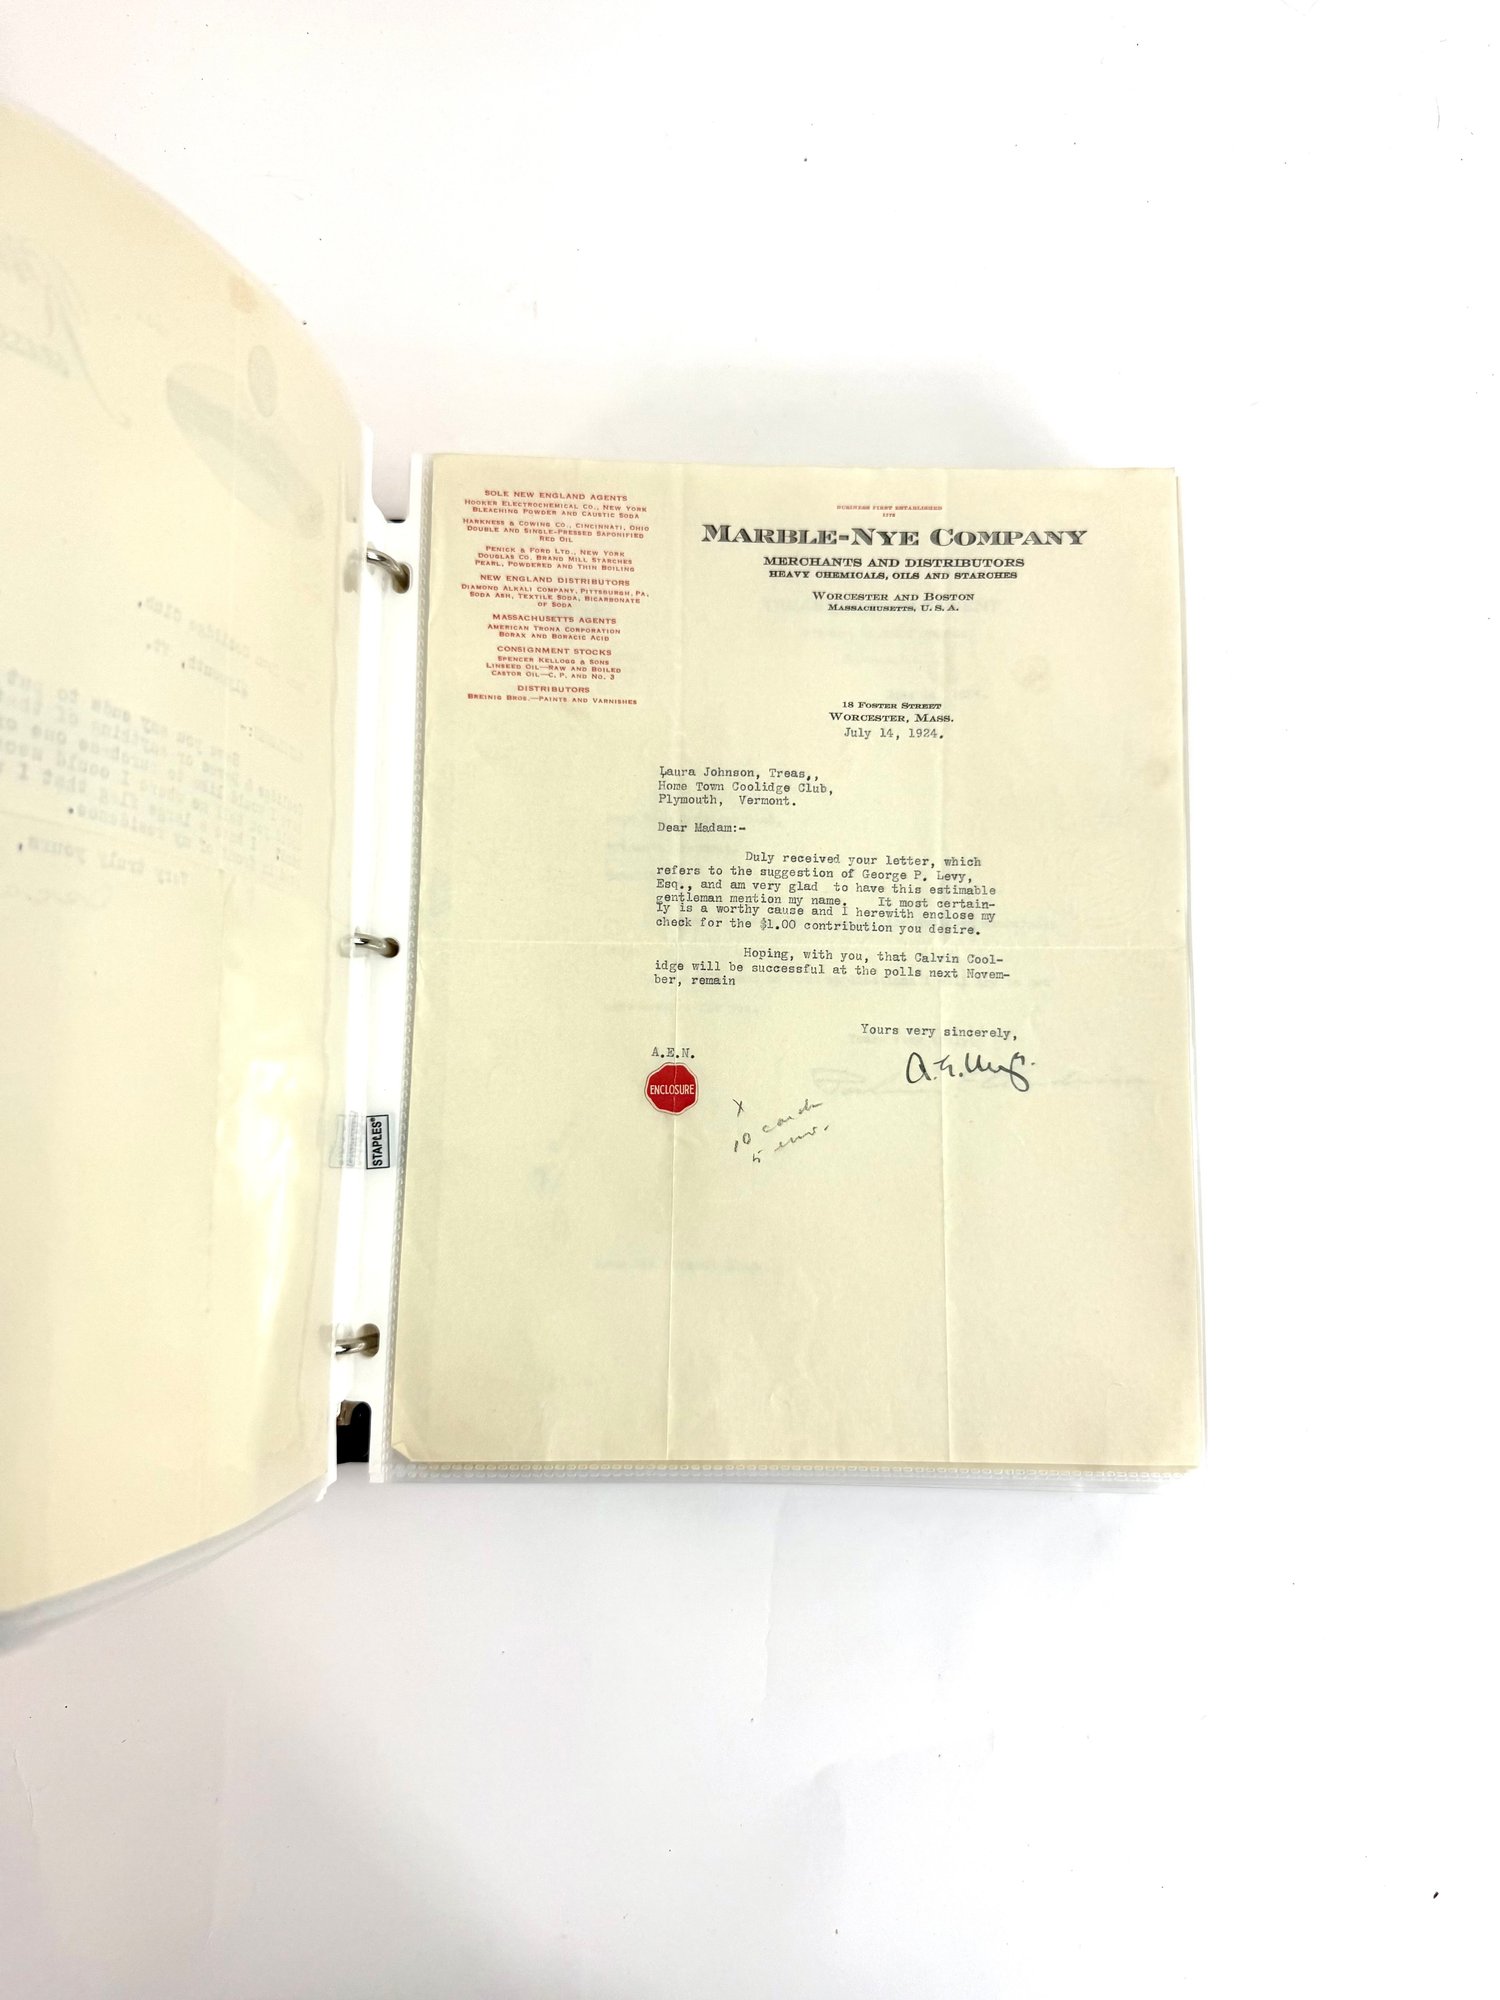 SOLE NEW ENGLAND AGENTS
HOOKER ELECTROCHEMICAL CO., NEW YORK
BLEACHING POWDER AND CAUSTIC SODA
HARKNESS & COWING CO., CINCINNATI, OHIO
DOUBLE AND SINGLE-PRESSED SAPONIFIED
RED OIL
PENICK & FORD LTD., NEW YORK
DOUGLAS CO. BRAND MILL STARCHES
PEARL, POWDERED AND THIN BOILING
NEW ENGLAND DISTRIBUTORS
DIAMOND ALKALI COMPANY, PITTSBURGH, PA.
SODA ASH, TEXTILE SODA, BICARBONATE
OF SODA
MASSACHUSETTS AGENTS
AMERICAN TRONA CORPORATION
BORAX AND BORACIC ACID
CONSIGNMENT STOCKS
SPENCER KELLOGG & SONS
LINSEED OIL—RAW AND BOILED
CASTOR OIL—C. P. AND NO. 3
DISTRIBUTORS
BREINIG BROS.—PAINTS AND VARNISHES
BUSINESS FIRST ESTABLISHED
MARBLE-NYE COMPANY
MERCHANTS AND DISTRIBUTORS
HEAVY CHEMICALS, OILS AND STARCHES
WORCESTER AND BOSTON
MASSACHUSETTS, U. S. A.
18 FOSTER STREET
WORCESTER, MASS.
July 14, 1924.
Laura Johnson, Treas.,
Home Town Coolidge Club,
Plymouth, Vermont.
Dear Madam:-
Duly received your letter, which
refers to the suggestion of George P. Levy,
Esq., and am very glad to have this estimable
gentleman mention my name. It most certain-
ly is a worthy cause and I herewith enclose my
check for the $1.00 contribution you desire.
Hoping, with you, that Calvin Cool-
idge will be successful at the polls next Novem-
ber, remain
Yours very sincerely,
A.E.N.
ENCLOSURE
X
10
5
STAPLES